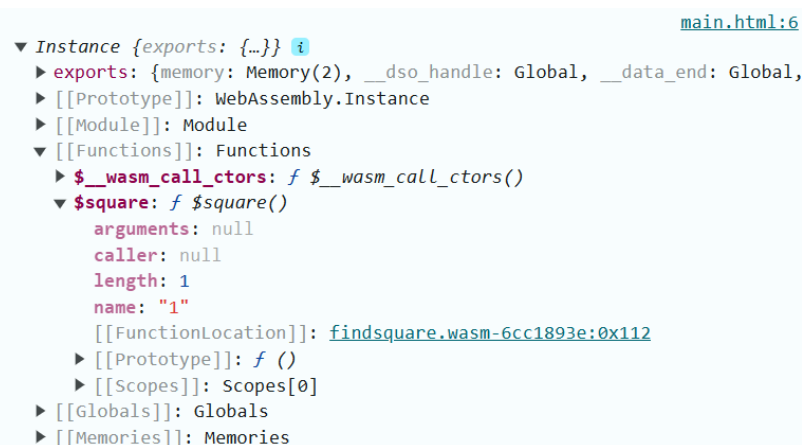 main.html:6
▼ Instance {exports: {…}} i
▶ exports: {memory: Memory(2), __dso_handle: Global, __data_end: Global,
▶ [[Prototype]]: WebAssembly.Instance
▶ [[Module]]: Module
▼ [[Functions]]: Functions
▶ $__wasm_call_ctors: ƒ $__wasm_call_ctors()
▼ $square: ƒ $square()
arguments: null
caller: null
length: 1
name: "1"
[[FunctionLocation]]: findsquare.wasm-6cc1893e:0x112
▶ [[Prototype]]: ƒ ()
▶ [[Scopes]]: Scopes[0]
▶ [[Globals]]: Globals
▶ [[Memories]]: Memories